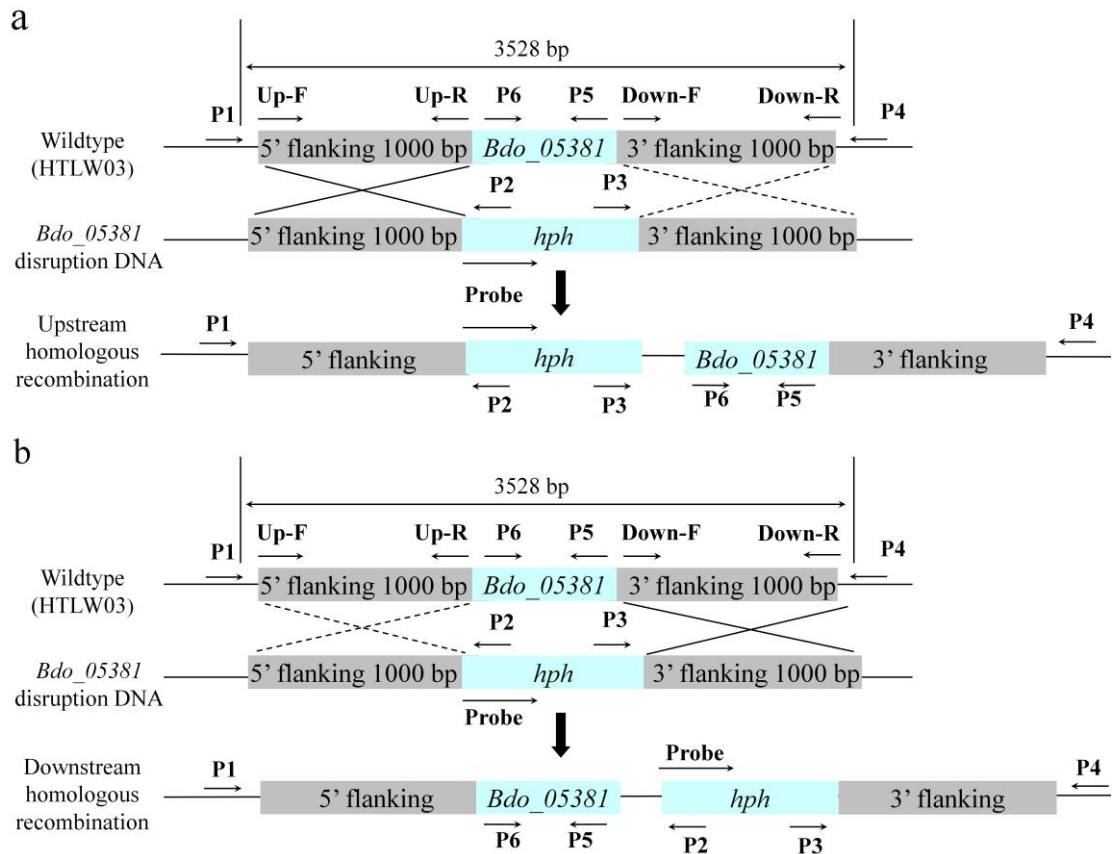 a
3528 bp
P1 Up-F Up-R P6 P5 Down-F Down-R P4
Wildtype
(HTLW03)
5’ flanking 1000 bp Bdo_05381 3’ flanking 1000 bp
P2 P3
Bdo_05381
disruption DNA
5’ flanking 1000 bp hph 3’ flanking 1000 bp
Probe
Upstream
homologous
recombination
P1 P4
5’ flanking hph Bdo_05381 3’ flanking
P2 P3 P6 P5
b
3528 bp
P1 Up-F Up-R P6 P5 Down-F Down-R P4
Wildtype
(HTLW03)
5’ flanking 1000 bp Bdo_05381 3’ flanking 1000 bp
P2 P3
Bdo_05381
disruption DNA
5’ flanking 1000 bp hph 3’ flanking 1000 bp
Probe
Downstream
homologous
recombination
P1 Probe P4
5’ flanking Bdo_05381 hph 3’ flanking
P6 P5 P2 P3